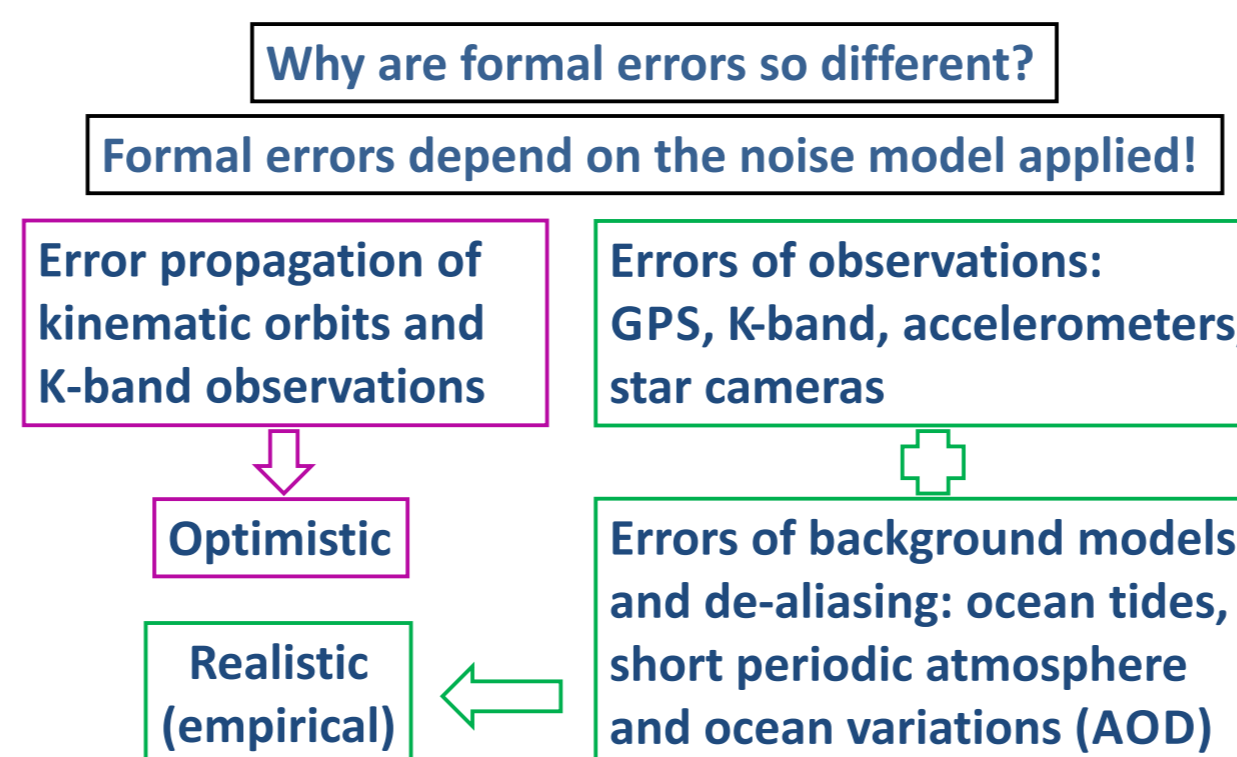 Why are formal errors so different?
Formal errors depend on the noise model applied!
Error propagation of
kinematic orbits and
K-band observations
Optimistic
Errors of observations:
GPS, K-band, accelerometers,
star cameras
Errors of background models
and de-aliasing: ocean tides,
short periodic atmosphere
and ocean variations (AOD)
Realistic
(empirical)